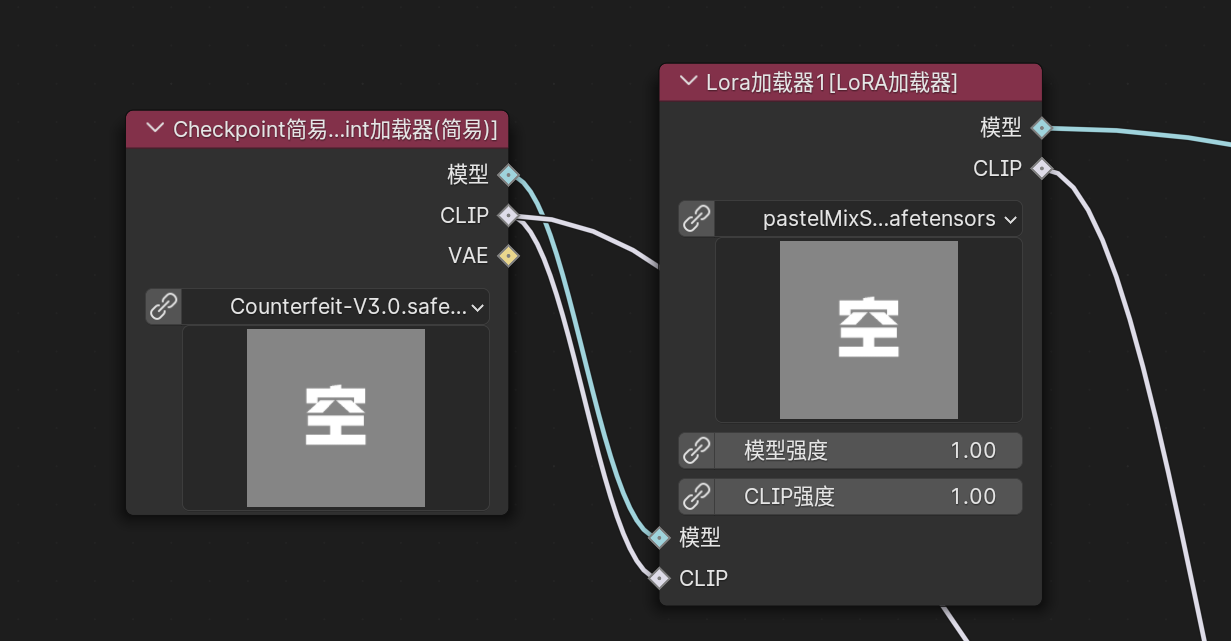 Checkpoint简易...int加载器(简易)]
模型
CLIP
VAE
Counterfeit-V3.0.safe...
空
Lora加载器1[LoRA加载器]
模型
CLIP
pastelMixS...afetensors
空
模型强度 1.00
CLIP强度 1.00
模型
CLIP